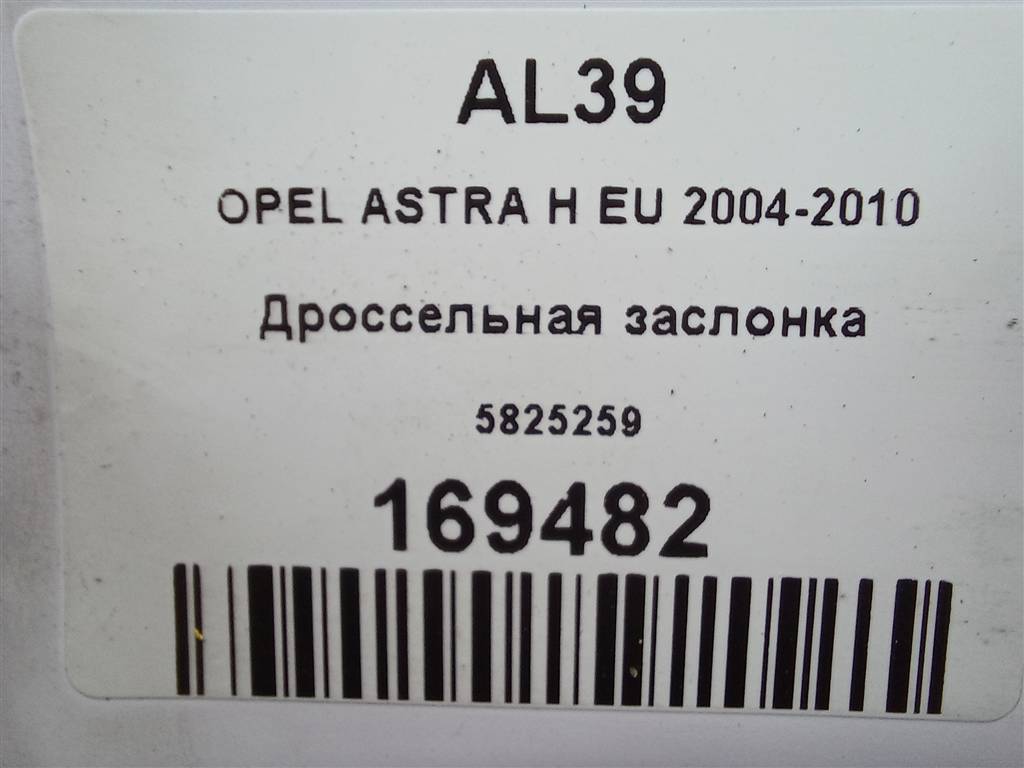 AL39
OPEL ASTRA H EU 2004-2010
Дроссельная заслонка
5825259
169482